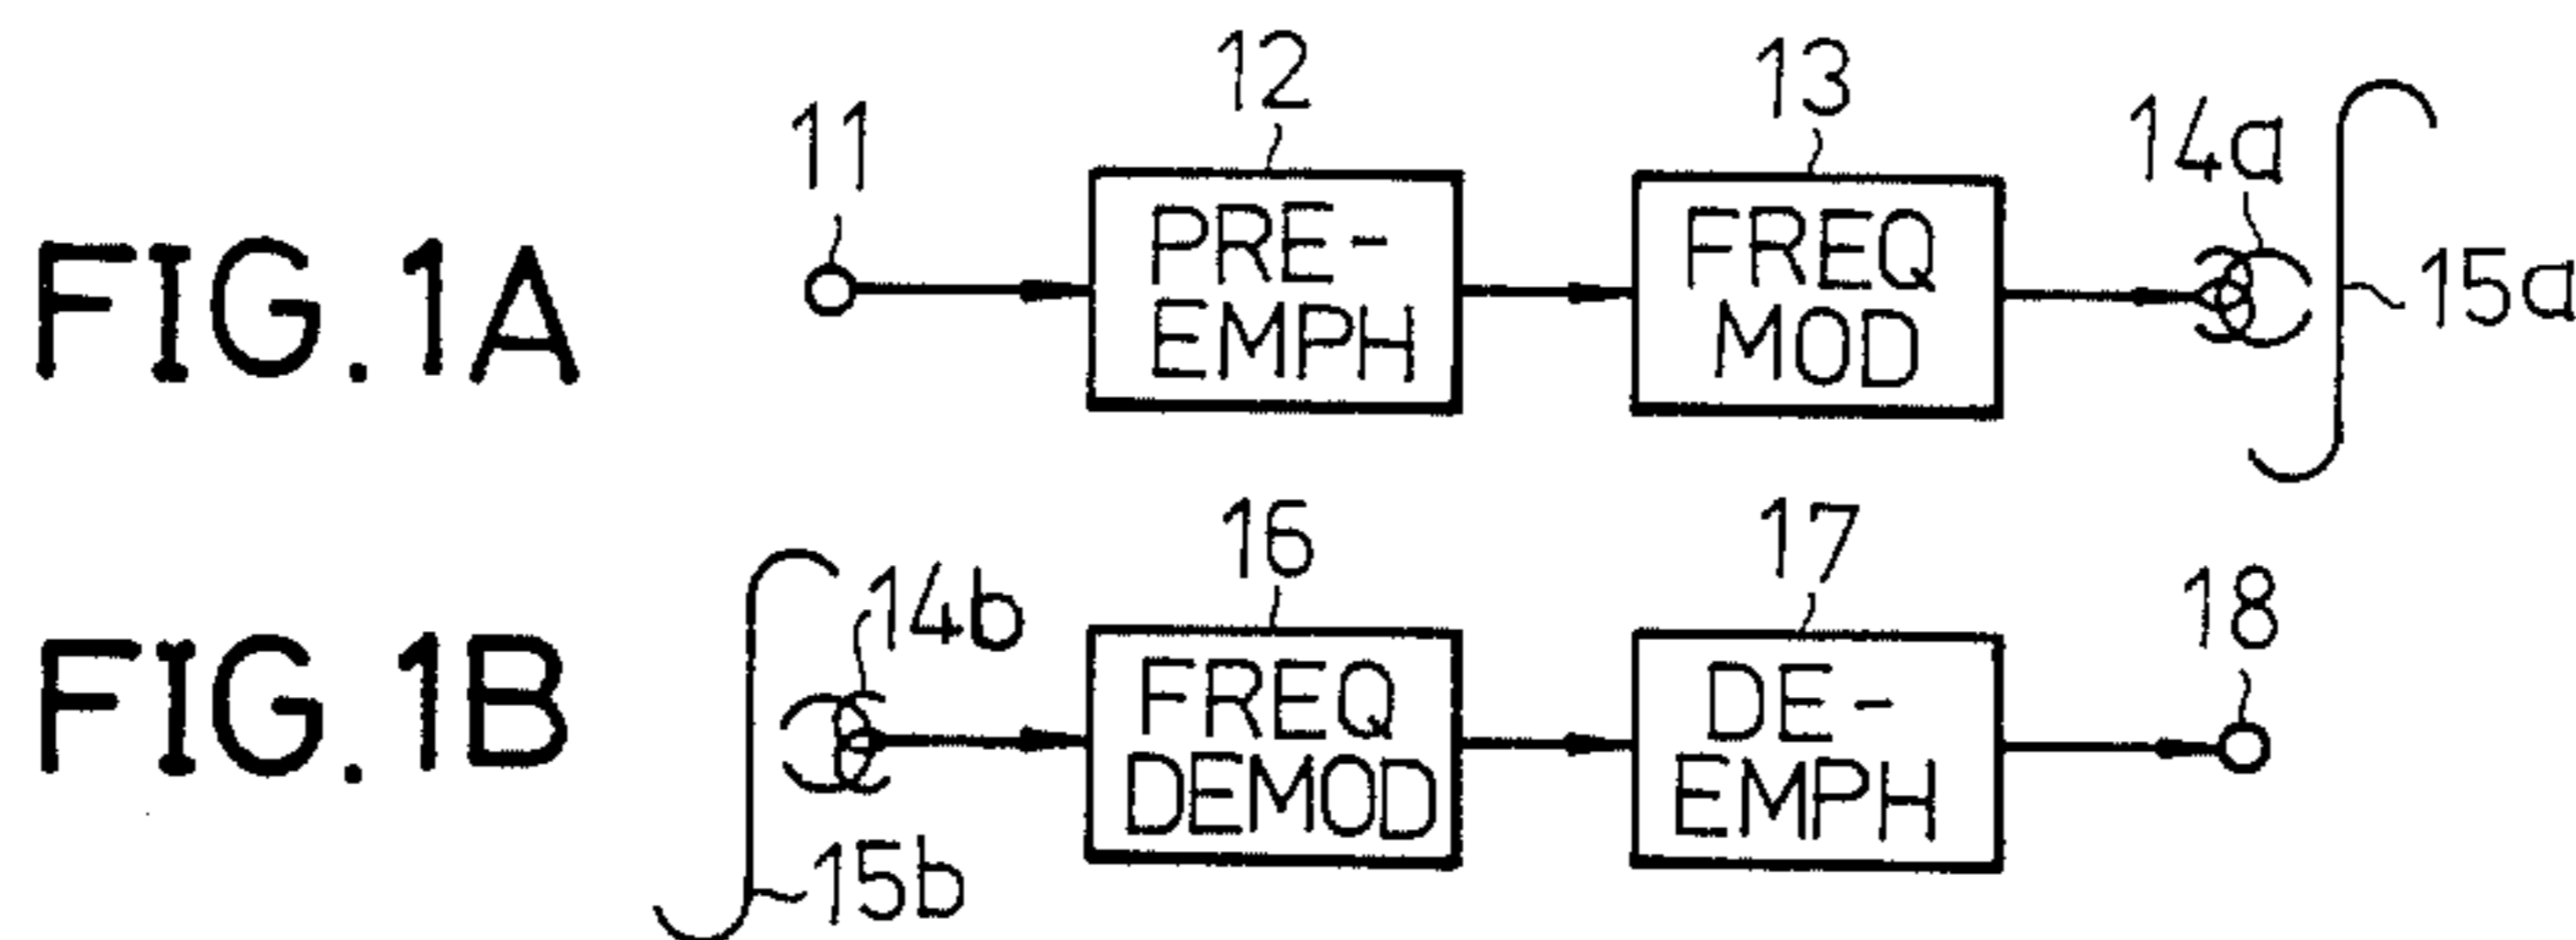 FIG.1A
11
12
PRE-
EMPH
13
FREQ
MOD
14a
15a
FIG.1B
15b
14b
16
FREQ
DEMOD
17
DE-
EMPH
18